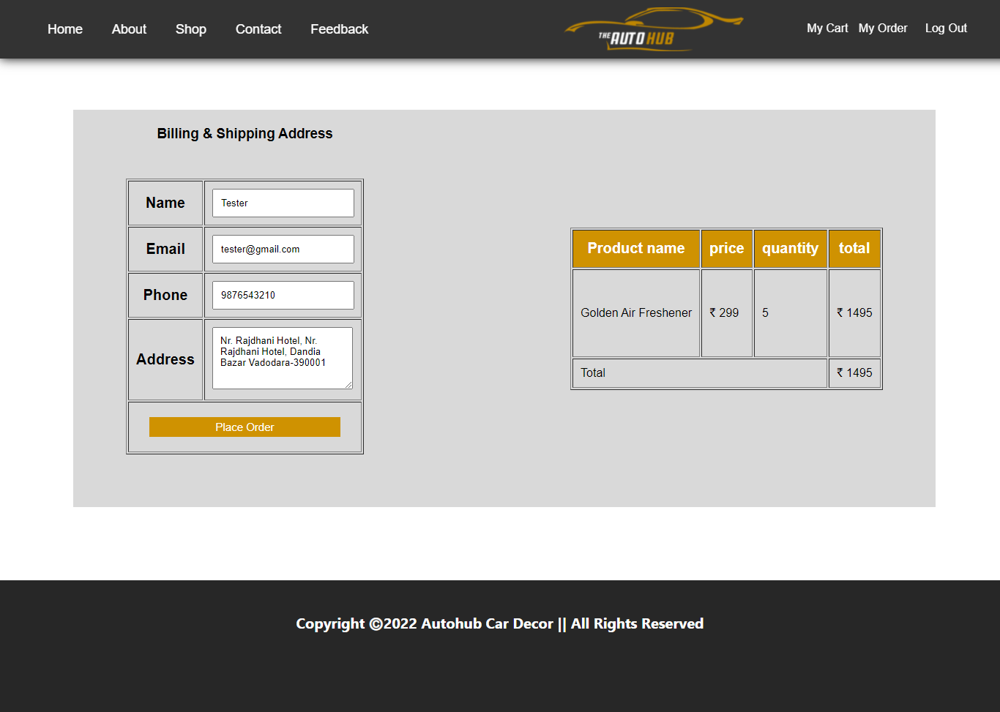 Home About Shop Contact Feedback
THE AUTO HUB
My Cart My Order Log Out
Billing & Shipping Address
Name Tester
Email tester@gmail.com
Phone 9876543210
Address
Nr. Rajdhani Hotel, Nr.
Rajdhani Hotel, Dandia
Bazar Vadodara-390001
Place Order
Product name price quantity total
Golden Air Freshener ₹ 299 5 ₹ 1495
Total ₹ 1495
Copyright ©2022 Autohub Car Decor || All Rights Reserved